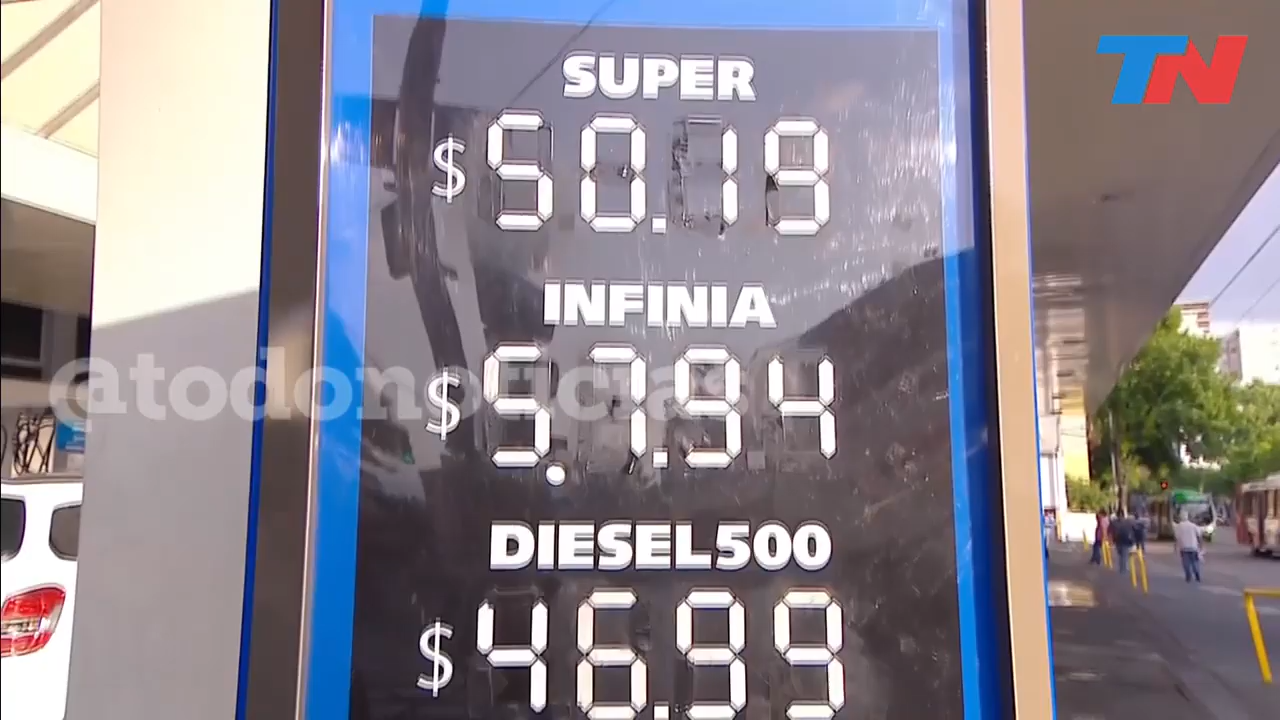 TN
SUPER
$ 50.19
INFINIA
$ 57.94
@todonoticias
DIESEL500
$ 46.99